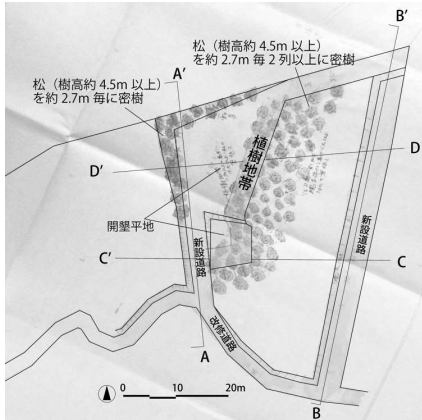 B'
松（樹高約 4.5m 以上）
を約 2.7m 毎 2 列以上に密樹
松（樹高約 4.5m 以上）
を約 2.7m 毎に密樹
A'
植樹地帯
D'
D
開墾平地
新設道路
新設道路
C'
C
改修道路
A
B
0 10 20m